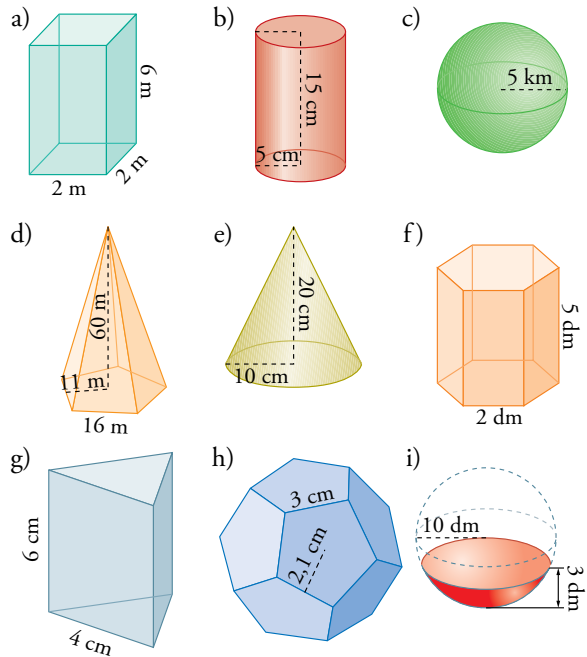 a)
6 m
2 m
2 m
b)
15 cm
5 cm
c)
5 km
d)
60 m
11 m
16 m
e)
20 cm
10 cm
f)
5 dm
2 dm
g)
6 cm
4 cm
h)
3 cm
2,1 cm
i)
10 dm
3 dm